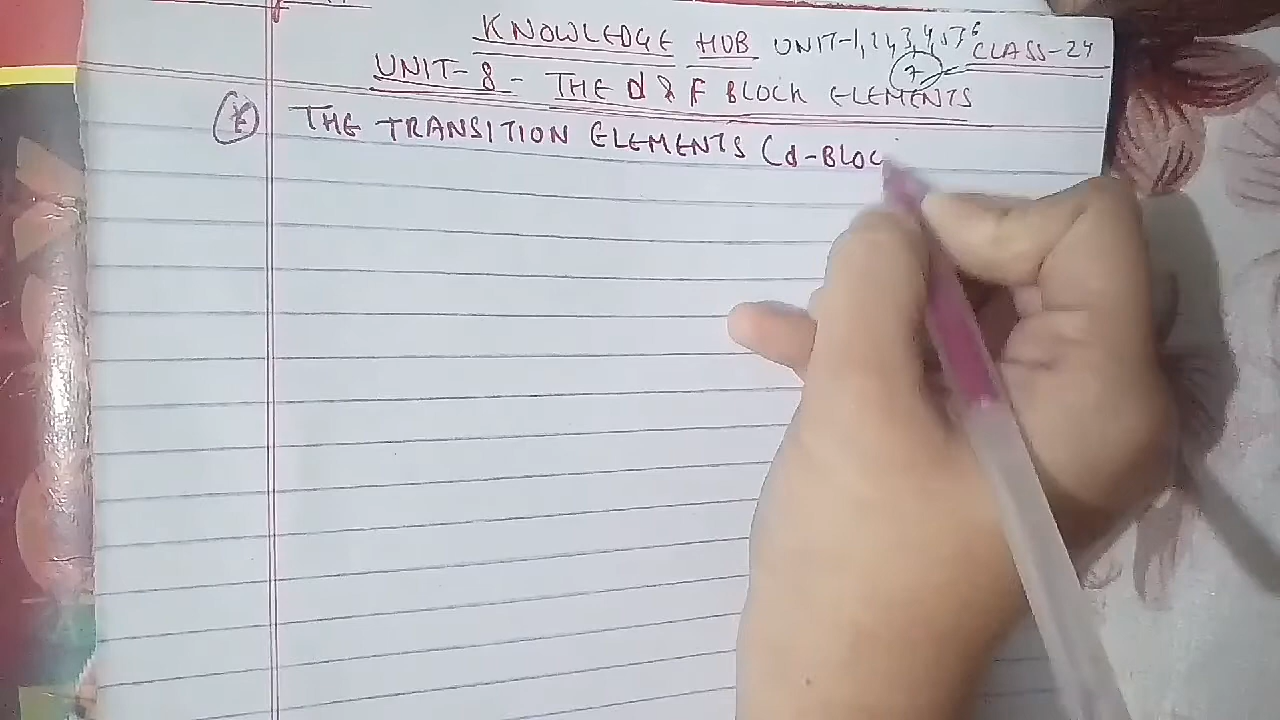 KNOWLEDGE HUB UNIT-1,2,3,4,5,6 CLASS-24
7
UNIT-8 - THE d & F BLOCK ELEMENTS
* THE TRANSITION ELEMENTS (d-BLOC